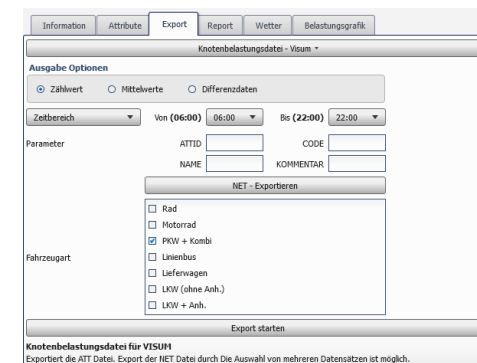 Information Attribute Export Report Wetter Belastungsgrafik
Knotenbelastungsdatei - Visum
Ausgabe Optionen
Zählwert Mittelwerte Differenzdaten
Zeitbereich Von (06:00) 06:00 Bis (22:00) 22:00
Parameter ATTID CODE
NAME KOMMENTAR
NET - Exportieren
Rad
Motorrad
PKW + Kombi
Fahrzeugart Linienbus
Lieferwagen
LKW (ohne Anh.)
LKW + Anh.
Export starten
Knotenbelastungsdatei für VISUM
Exportiert die ATT Datei. Export der NET Datei durch Die Auswahl von mehreren Datensätzen ist möglich.